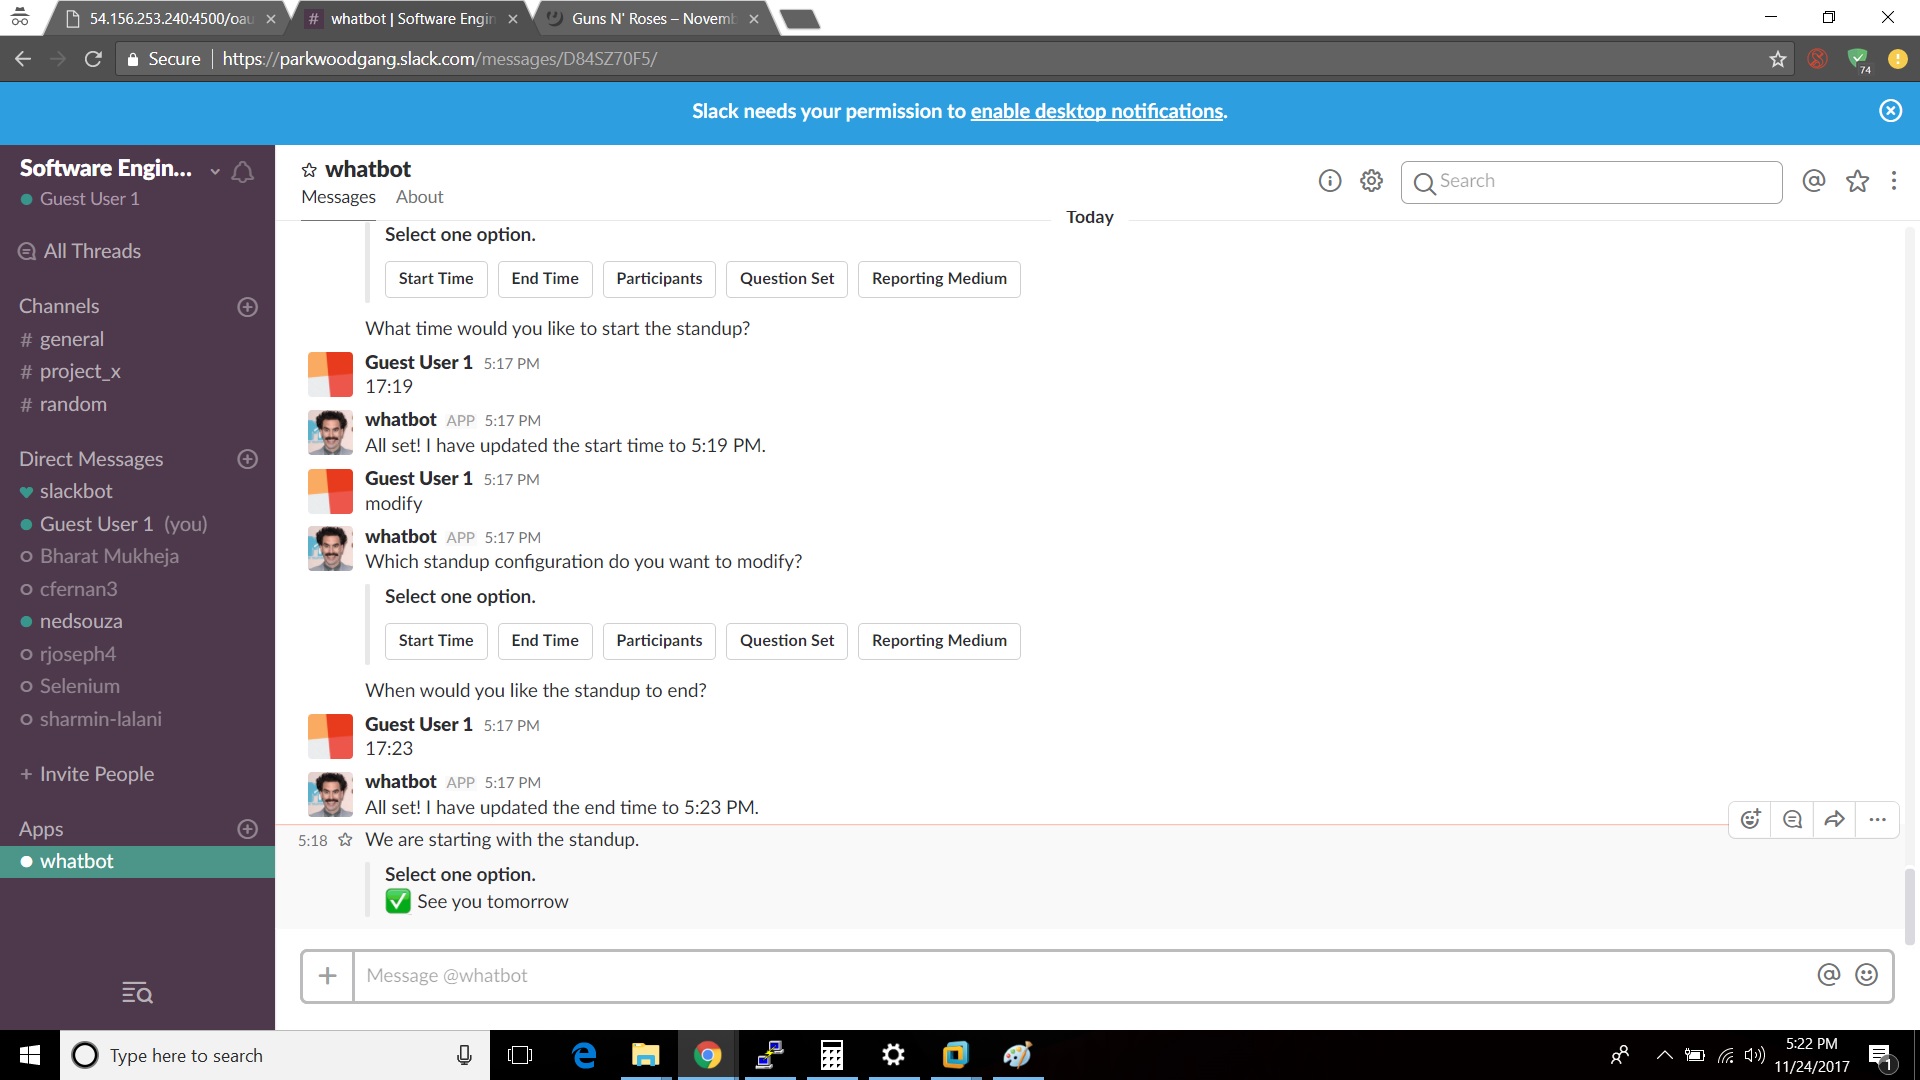 54.156.253.240:4500/oau
whatbot | Software Engin
Guns N' Roses – Novemb
Secure
https://parkwoodgang.slack.com/messages/D84SZ70F5/
74
Slack needs your permission to enable desktop notifications.
Software Engin...
Guest User 1
All Threads
Channels
# general
# project_x
# random
Direct Messages
slackbot
Guest User 1 (you)
Bharat Mukheja
cfernan3
nedsouza
rjoseph4
Selenium
sharmin-lalani
+ Invite People
Apps
whatbot
whatbot
Messages About
Search
Today
Select one option.
Start Time End Time Participants Question Set Reporting Medium
What time would you like to start the standup?
Guest User 1 5:17 PM
17:19
whatbot APP 5:17 PM
All set! I have updated the start time to 5:19 PM.
Guest User 1 5:17 PM
modify
whatbot APP 5:17 PM
Which standup configuration do you want to modify?
Select one option.
Start Time End Time Participants Question Set Reporting Medium
When would you like the standup to end?
Guest User 1 5:17 PM
17:23
whatbot APP 5:17 PM
All set! I have updated the end time to 5:23 PM.
5:18 We are starting with the standup.
Select one option.
✅ See you tomorrow
Message @whatbot
Type here to search
5:22 PM
11/24/2017
1